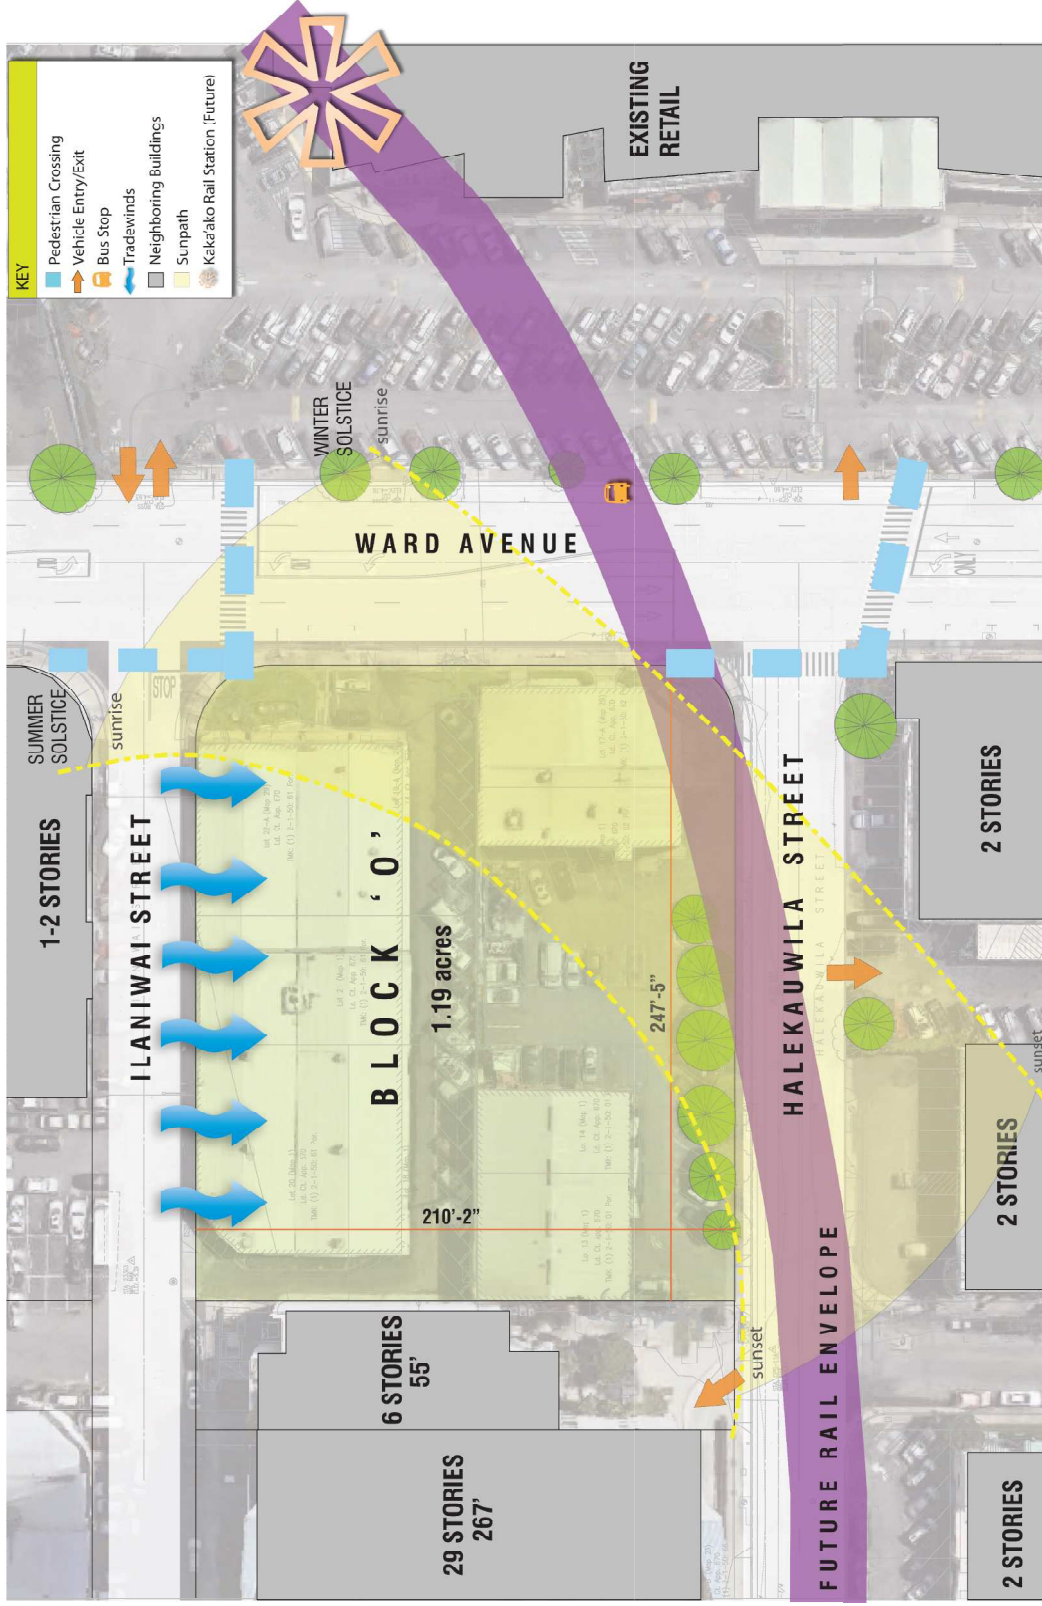 KEY
Pedestrian Crossing
Vehicle Entry/Exit
Bus Stop
Tradewinds
Neighboring Buildings
Sunpath
Kaka'ako Rail Station (Future)
EXISTING
RETAIL
WINTER
SOLSTICE
sunrise
WARD AVENUE
ONLY
SUMMER
SOLSTICE
sunrise
STOP
1-2 STORIES
ILANIWAI STREET
BLOCK 'O'
1.19 acres
247'-5"
210'-2"
HALEKAUWILA STREET
HALEKAUWILA STREET
2 STORIES
2 STORIES
2 STORIES
sunset
sunset
6 STORIES
55'
29 STORIES
267'
FUTURE RAIL ENVELOPE